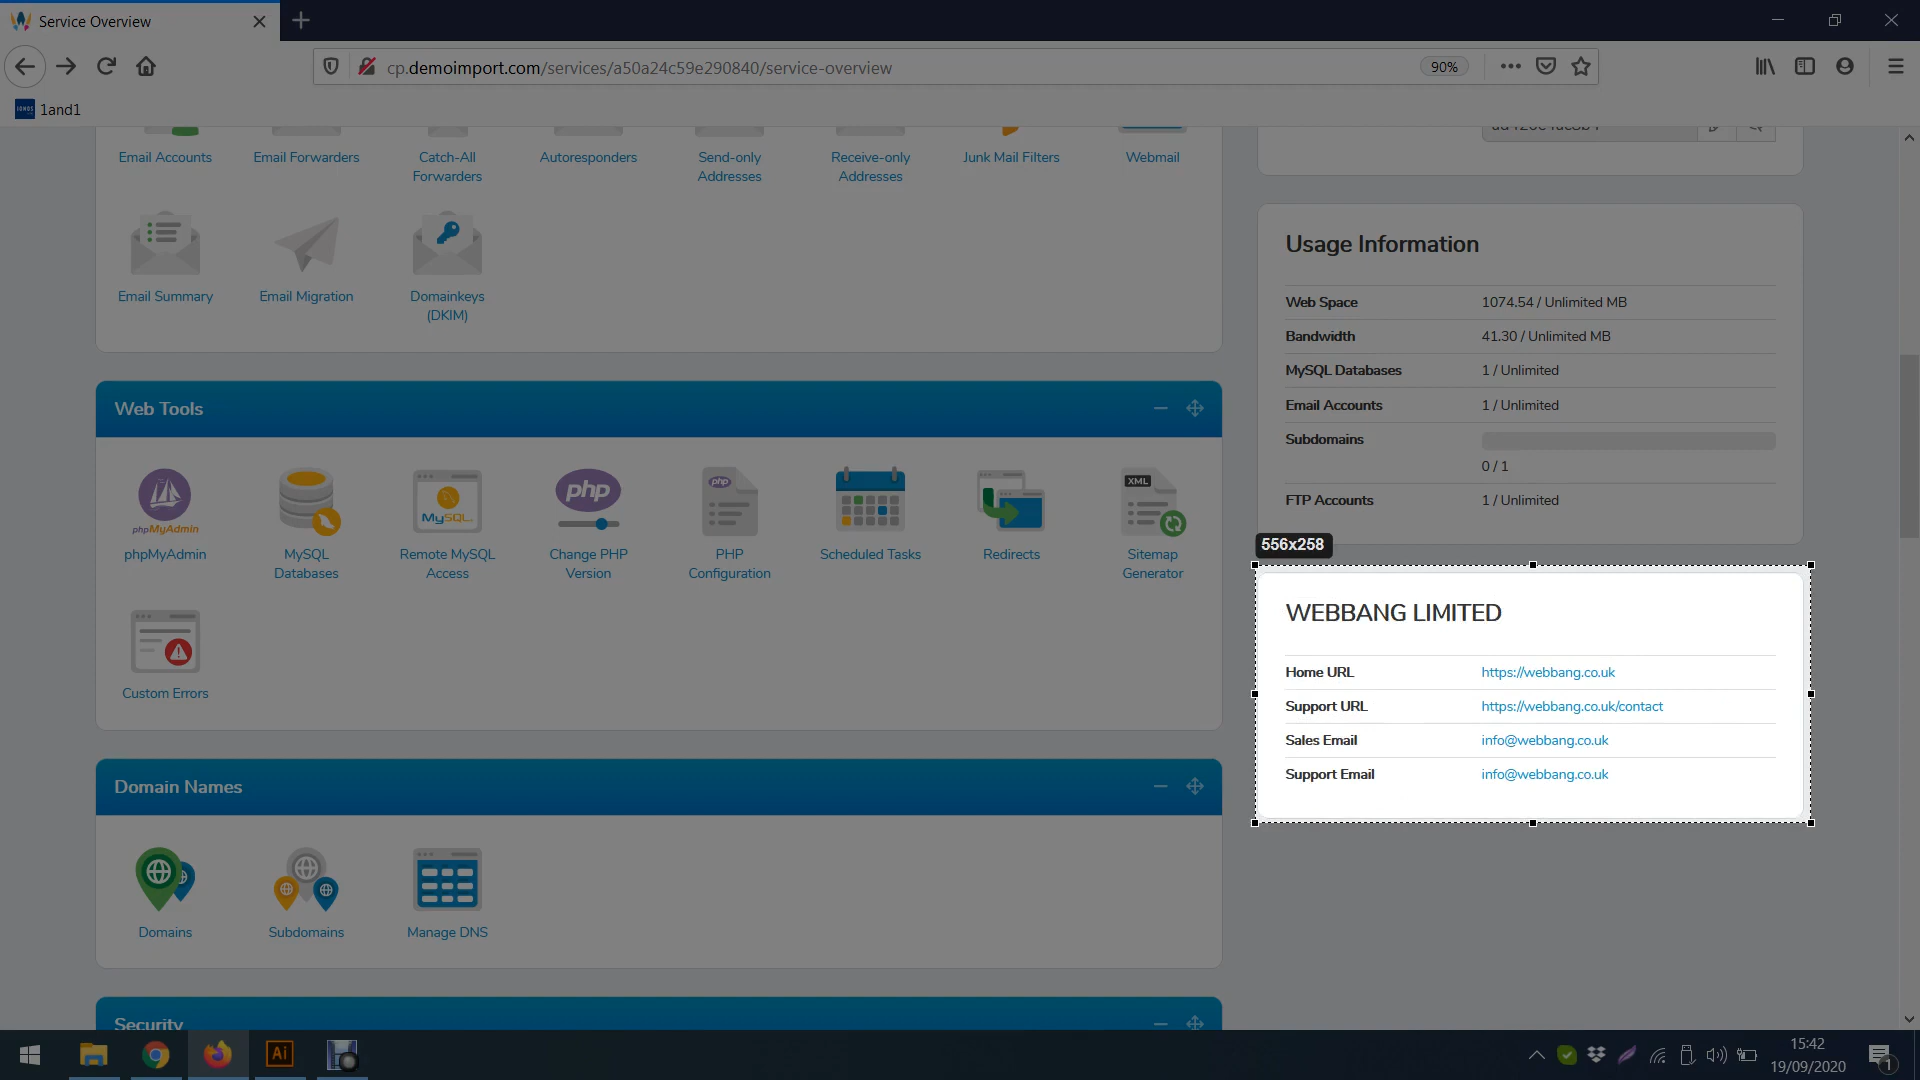 Service Overview
cp.demoimport.com/services/a50a24c59e290840/service-overview
90%
IONOS
1and1
Email Accounts
Email Forwarders
Catch-All
Forwarders
Autoresponders
Send-only
Addresses
Receive-only
Addresses
Junk Mail Filters
Webmail
Email Summary
Email Migration
Domainkeys
(DKIM)
Usage Information
Web Space 1074.54 / Unlimited MB
Bandwidth 41.30 / Unlimited MB
MySQL Databases 1 / Unlimited
Email Accounts 1 / Unlimited
Subdomains
0 / 1
FTP Accounts 1 / Unlimited
Web Tools
phpMyAdmin
MySQL
php
php
XML
phpMyAdmin
MySQL
Databases
Remote MySQL
Access
Change PHP
Version
PHP
Configuration
Scheduled Tasks
Redirects
Sitemap
Generator
Custom Errors
556x258
WEBBANG LIMITED
Home URL https://webbang.co.uk
Support URL https://webbang.co.uk/contact
Sales Email info@webbang.co.uk
Support Email info@webbang.co.uk
Domain Names
Domains
Subdomains
Manage DNS
Security
Ai
15:42
19/09/2020
1